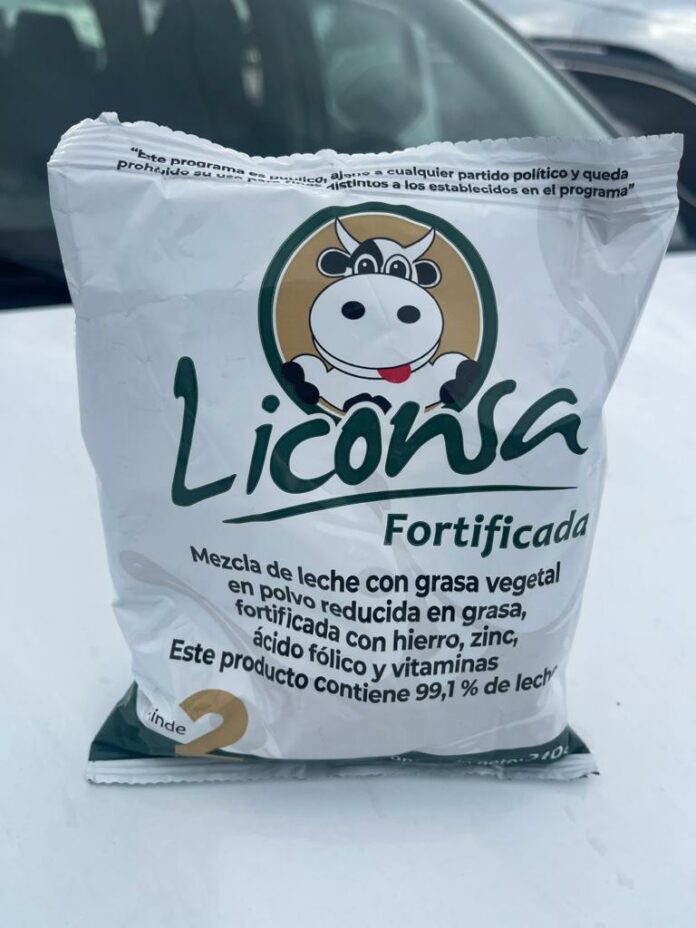 "Este programa es público, ajeno a cualquier partido político y queda
prohibido su uso para fines distintos a los establecidos en el programa"
Liconsa
Fortificada
Mezcla de leche con grasa vegetal
en polvo reducida en grasa,
fortificada con hierro, zinc,
ácido fólico y vitaminas
Este producto contiene 99,1 % de leche
2